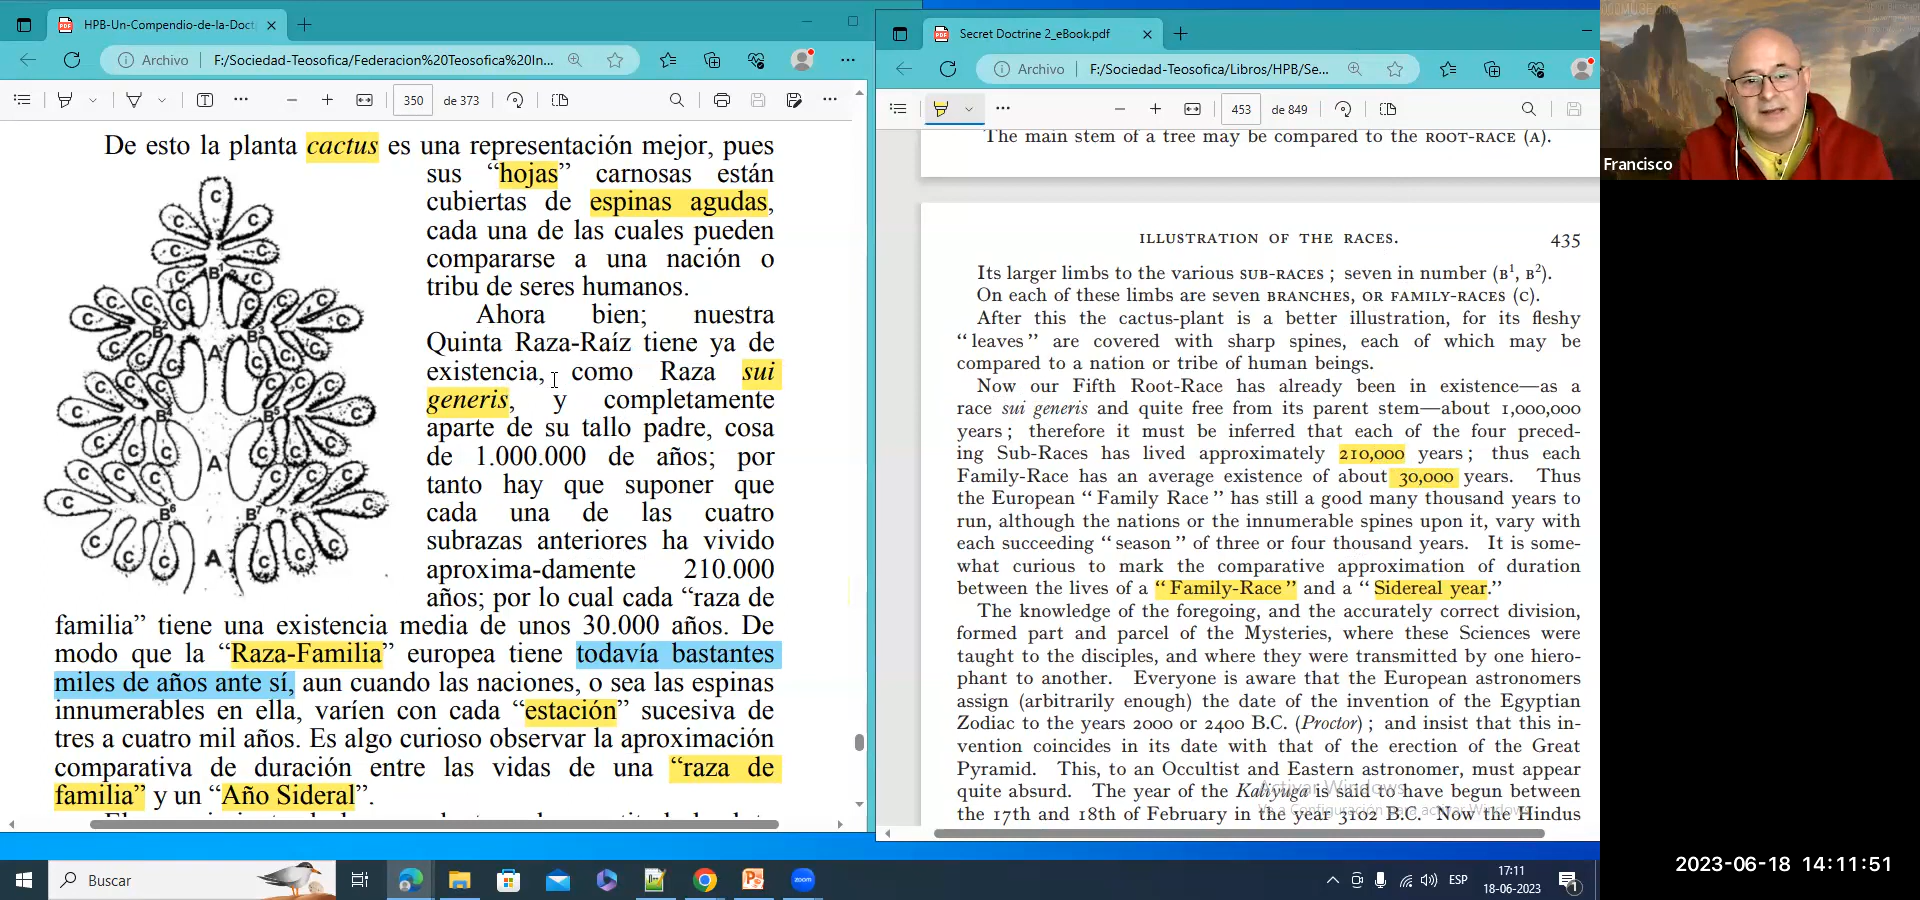 HPB-Un-Compendio-de-la-Doct
Archivo
F:/Sociedad-Teosofica/Federacion%20Teosofica%20In...
350
de 373
De esto la planta cactus es una representación mejor, pues
sus “hojas” carnosas están
cubiertas de espinas agudas,
cada una de las cuales pueden
compararse a una nación o
tribu de seres humanos.
Ahora bien; nuestra
Quinta Raza-Raíz tiene ya de
existencia, como Raza sui
generis, y completamente
aparte de su tallo padre, cosa
de 1.000.000 de años; por
tanto hay que suponer que
cada una de las cuatro
subrazas anteriores ha vivido
aproxima-damente 210.000
años; por lo cual cada “raza de
familia” tiene una existencia media de unos 30.000 años. De
modo que la “Raza-Familia” europea tiene todavía bastantes
miles de años ante sí, aun cuando las naciones, o sea las espinas
innumerables en ella, varíen con cada “estación” sucesiva de
tres a cuatro mil años. Es algo curioso observar la aproximación
comparativa de duración entre las vidas de una “raza de
familia” y un “Año Sideral”.
Secret Doctrine 2_eBook.pdf
Archivo
F:/Sociedad-Teosofica/Libros/HPB/Se...
453
de 849
The main stem of a tree may be compared to the ROOT-RACE (A).
ILLUSTRATION OF THE RACES.
435
Its larger limbs to the various SUB-RACES ; seven in number (B¹, B²).
On each of these limbs are seven BRANCHES, OR FAMILY-RACES (C).
After this the cactus-plant is a better illustration, for its fleshy
“leaves” are covered with sharp spines, each of which may be
compared to a nation or tribe of human beings.
Now our Fifth Root-Race has already been in existence—as a
race sui generis and quite free from its parent stem—about 1,000,000
years ; therefore it must be inferred that each of the four preced-
ing Sub-Races has lived approximately 210,000 years ; thus each
Family-Race has an average existence of about 30,000 years. Thus
the European “Family Race” has still a good many thousand years to
run, although the nations or the innumerable spines upon it, vary with
each succeeding “season” of three or four thousand years. It is some-
what curious to mark the comparative approximation of duration
between the lives of a “Family-Race” and a “Sidereal year.”
The knowledge of the foregoing, and the accurately correct division,
formed part and parcel of the Mysteries, where these Sciences were
taught to the disciples, and where they were transmitted by one hiero-
phant to another. Everyone is aware that the European astronomers
assign (arbitrarily enough) the date of the invention of the Egyptian
Zodiac to the years 2000 or 2400 B.C. (Proctor) ; and insist that this in-
vention coincides in its date with that of the erection of the Great
Pyramid. This, to an Occultist and Eastern astronomer, must appear
quite absurd. The year of the Kaliyuga is said to have begun between
the 17th and 18th of February in the year 3102 B.C. Now the Hindus
Activar Windows
Ve a Configuración para activar Windows.
Francisco
Buscar
zoom
ESP
17:11
18-06-2023
1
2023-06-18 14:11:51